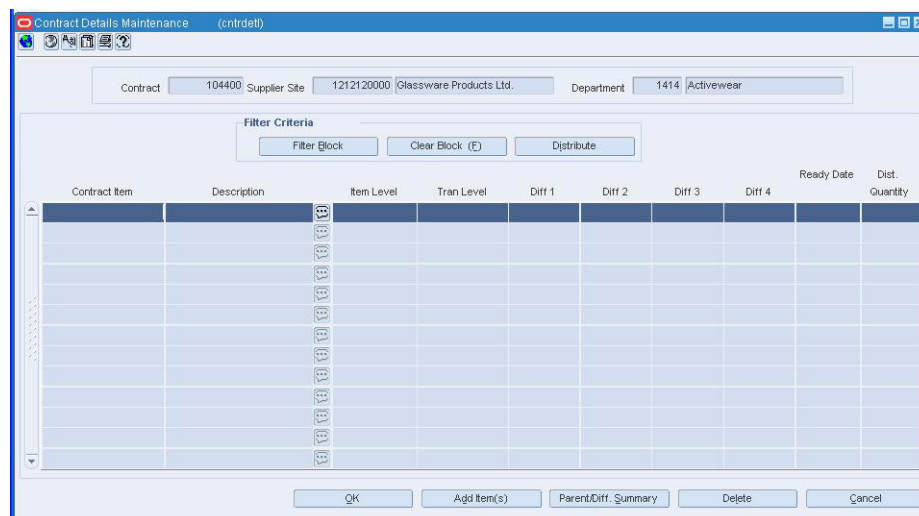 Contract Details Maintenance (cntrdetl)
Contract 104400 Supplier Site 1212120000 Glassware Products Ltd. Department 1414 Activewear
Filter Criteria
Filter Block Clear Block (F) Distribute
Ready Date Dist.
Contract Item Description Item Level Tran Level Diff 1 Diff 2 Diff 3 Diff 4 Quantity
OK Add Item(s) Parent/Diff. Summary Delete Cancel